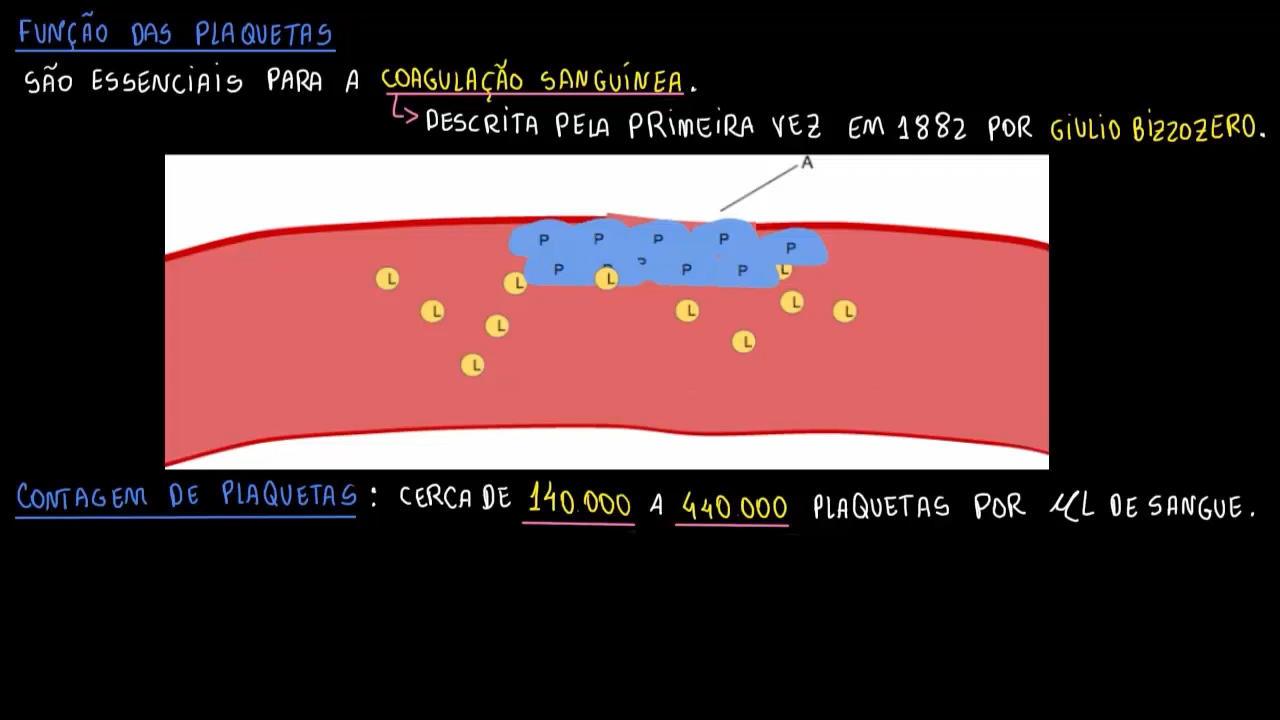 FUNÇÃO DAS PLAQUETAS
SÃO ESSENCIAIS PARA A COAGULAÇÃO SANGUÍNEA.
DESCRITA PELA PRIMEIRA VEZ EM 1882 POR GIULIO BIZZOZERO.
A
P P P P P
P P P P
L L L L
L L L L L
L L
CONTAGEM DE PLAQUETAS: CERCA DE 140.000 A 440.000 PLAQUETAS POR μL DE SANGUE.